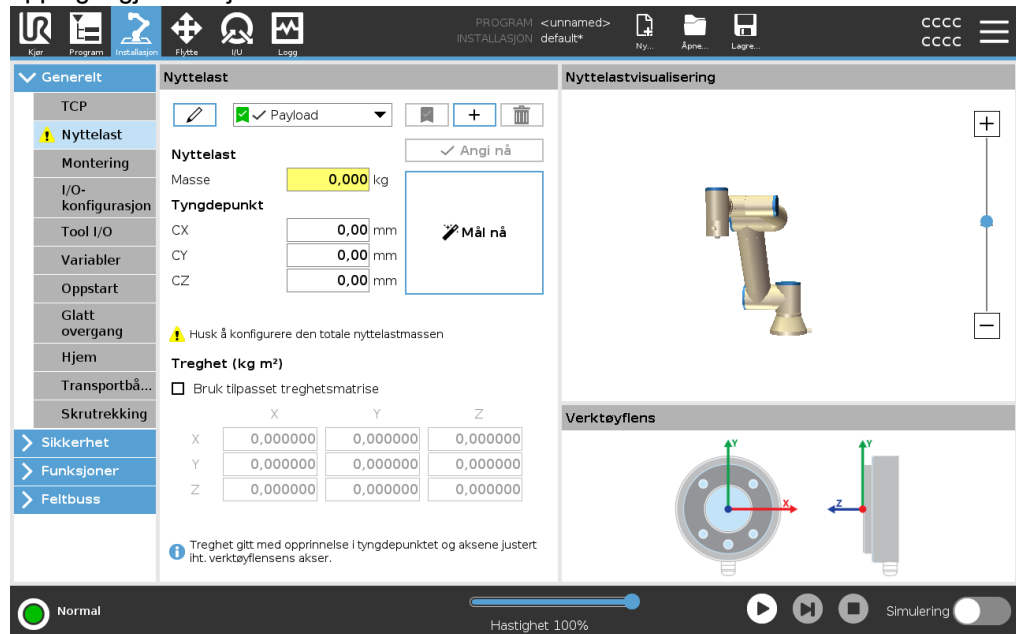 UR
Kjør
Program
Installasjon
Flytte
I/U
Logg
PROGRAM <unnamed>
INSTALLASJON default*
Ny...
Åpne...
Lagre...
cccc
cccc
Generelt
TCP
Nyttelast
Montering
I/O-
konfigurasjon
Tool I/O
Variabler
Oppstart
Glatt
overgang
Hjem
Transportbå...
Skrutrekking
Sikkerhet
Funksjoner
Feltbuss
Nyttelast
Payload
Angi nå
Nyttelast
Masse 0,000 kg
Tyngdepunkt
CX 0,00 mm
CY 0,00 mm
CZ 0,00 mm
Mål nå
Husk å konfigurere den totale nyttelastmassen
Treghet (kg m²)
Bruk tilpasset treghetsmatrise
X Y Z
X 0,000000 0,000000 0,000000
Y 0,000000 0,000000 0,000000
Z 0,000000 0,000000 0,000000
Treghet gitt med opprinnelse i tyngdepunktet og aksene justert
iht. verktøyflensens akser.
Nyttelastvisualisering
Verktøyflens
Y
X
Y
Z
Normal
Hastighet 100%
Simulering